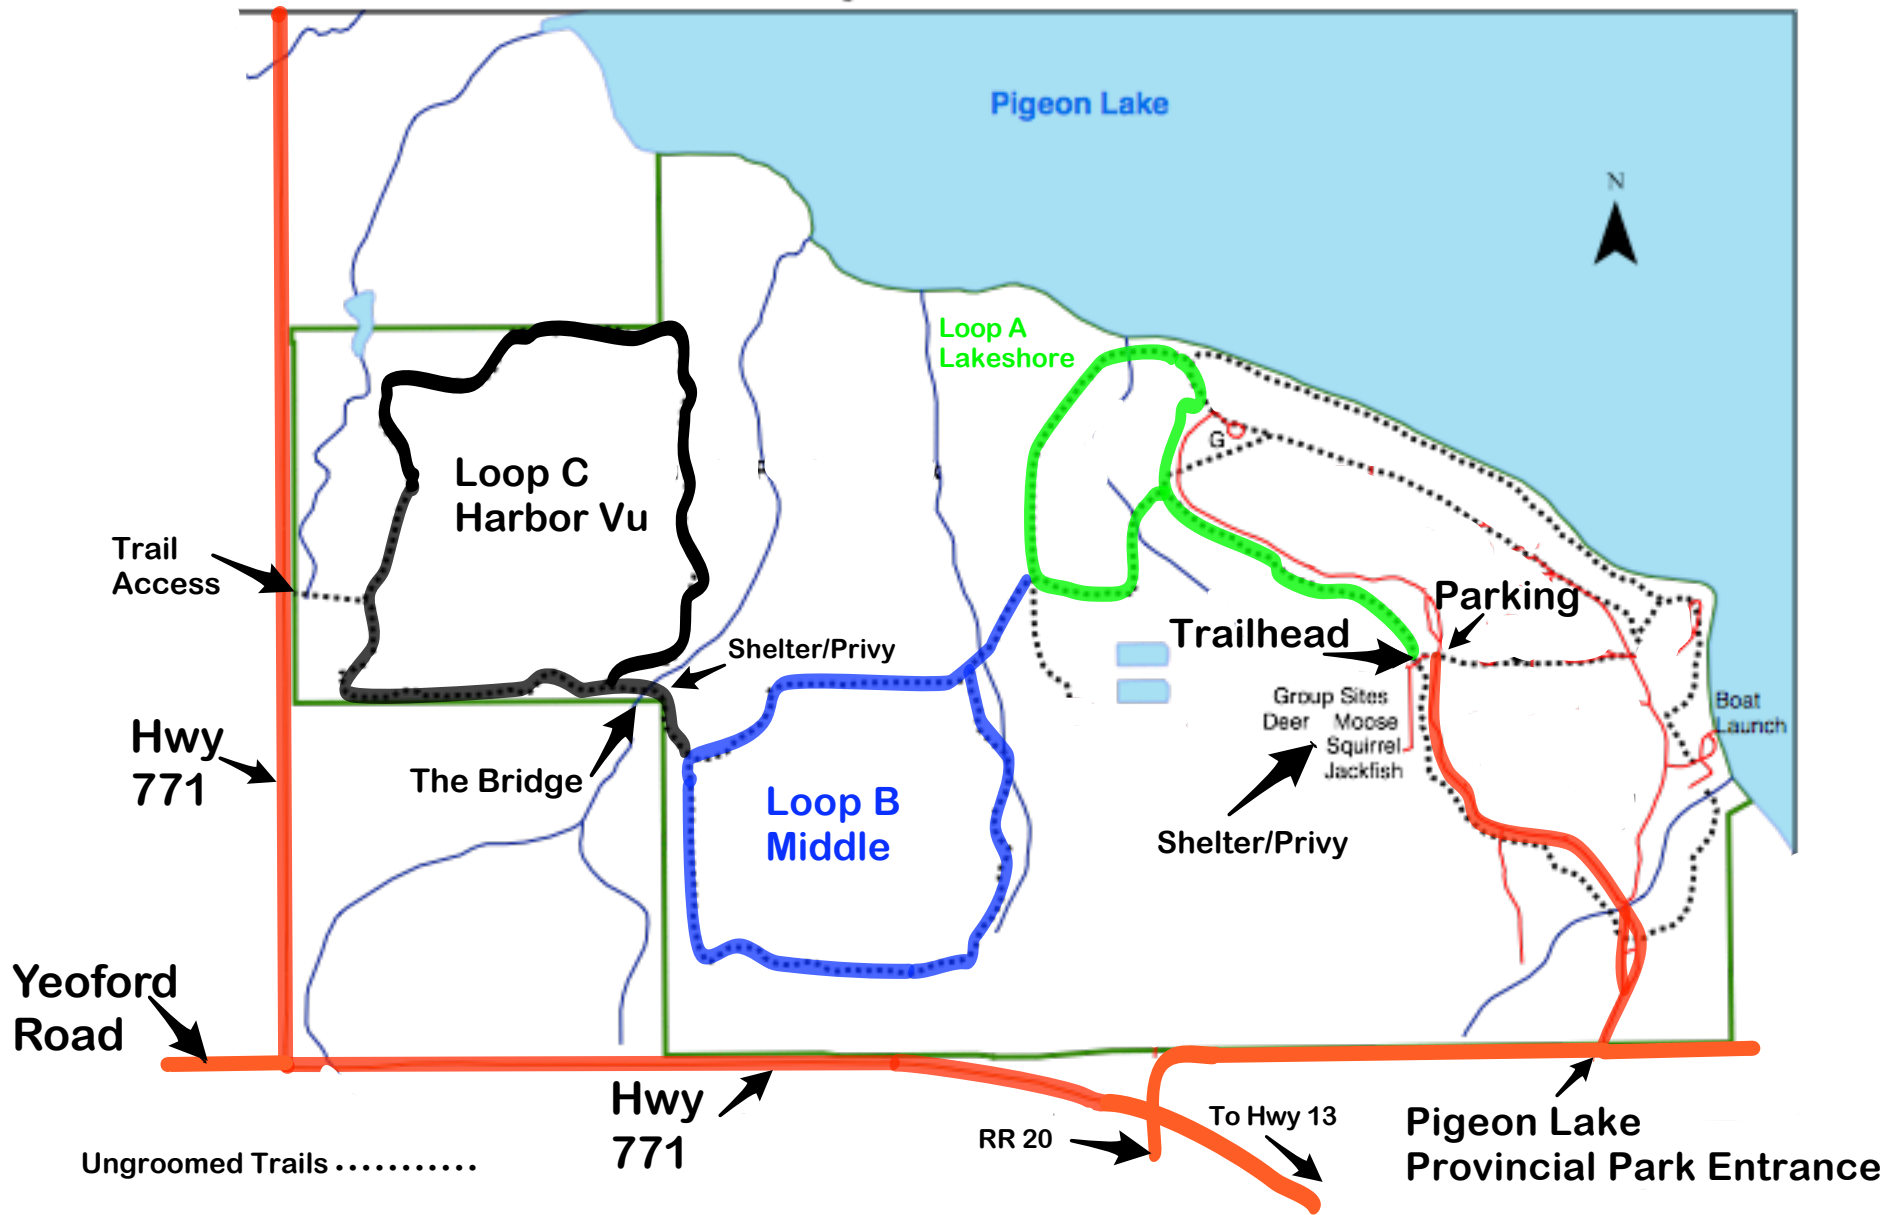 Pigeon Lake
N
Loop A
Lakeshore
G
Loop C
Harbor Vu
Trail
Access
Parking
Trailhead
Shelter/Privy
Group Sites
Deer Moose
Squirrel
Jackfish
Boat
Launch
Hwy
771
The Bridge
Loop B
Middle
Shelter/Privy
Yeoford
Road
Hwy
771
RR 20
To Hwy 13
Pigeon Lake
Provincial Park Entrance
Ungroomed Trails ...........